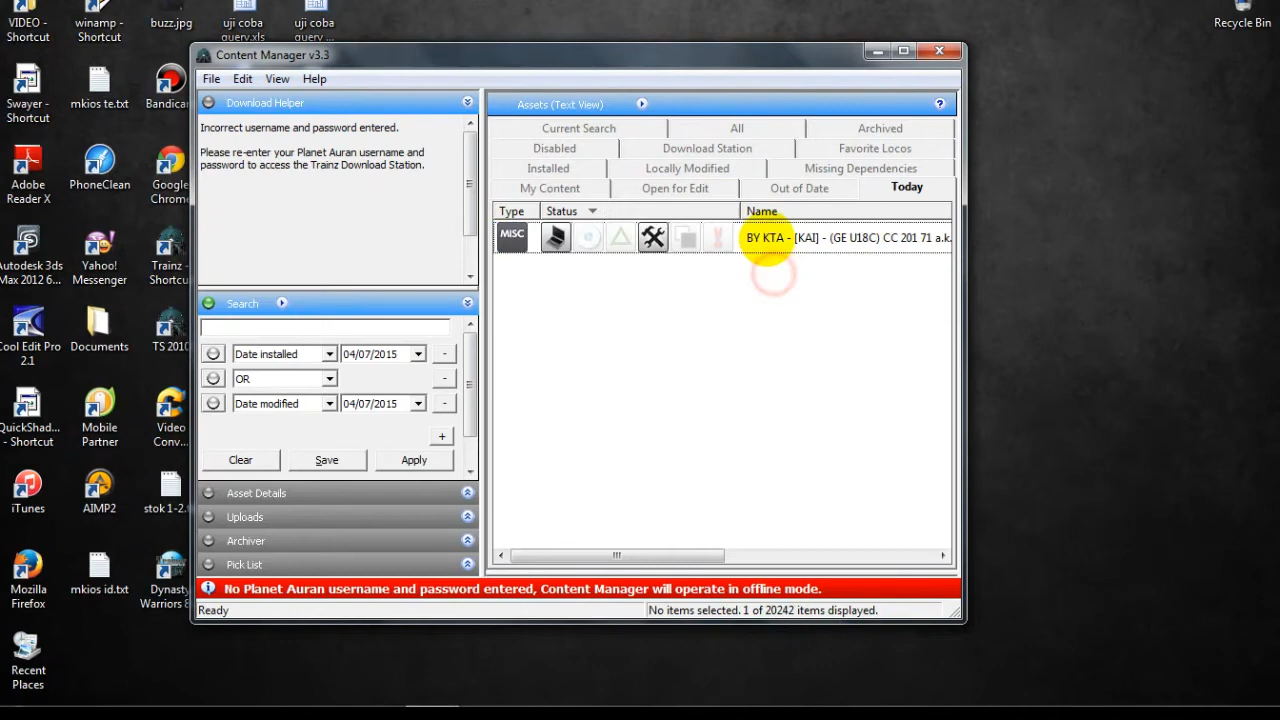 VIDEO -
Shortcut
winamp -
Shortcut
buzz.jpg
uji coba
query.xls
uji coba
query ...
Recycle Bin
Swayer -
Shortcut
mkios te.txt
Bandicar
Adobe
Reader X
PhoneClean
Google
Chrome
Autodesk 3ds
Max 2012 6...
Yahoo!
Messenger
Trainz -
Shortcut
Cool Edit Pro
2.1
Documents
TS 2010
QuickShad...
- Shortcut
Mobile
Partner
Video
Conv...
iTunes
AIMP2
stok 1-2.t
Mozilla
Firefox
mkios id.txt
Dynasty
Warriors 8
Recent
Places
Content Manager v3.3
File Edit View Help
Download Helper
Incorrect username and password entered.
Please re-enter your Planet Auran username and
password to access the Trainz Download Station.
Search
Date installed 04/07/2015 -
OR -
Date modified 04/07/2015 -
+
Clear Save Apply
Asset Details
Uploads
Archiver
Pick List
Assets (Text View) ?
Current Search All Archived
Disabled Download Station Favorite Locos
Installed Locally Modified Missing Dependencies
My Content Open for Edit Out of Date Today
Type Status Name
MISC BY KTA - [KAI] - (GE U18C) CC 201 71 a.k.
No Planet Auran username and password entered, Content Manager will operate in offline mode.
Ready No items selected. 1 of 20242 items displayed.